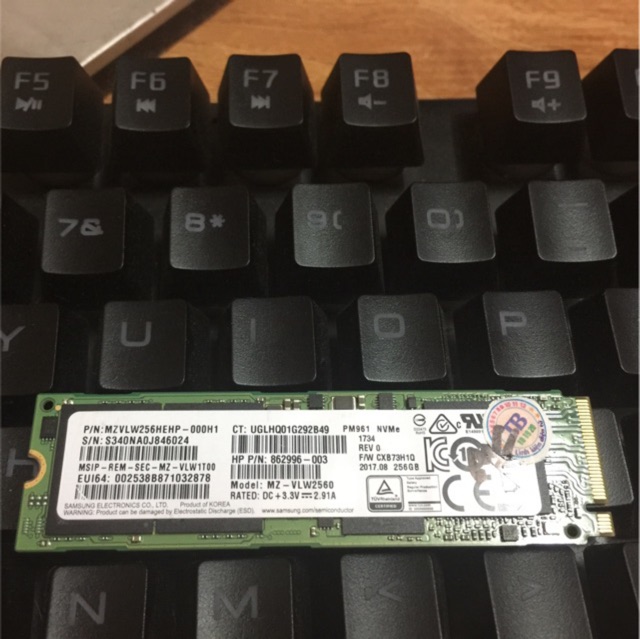 F5
F6
F7
F8
F9
7&
8*
9(
0)
Y
U
I
O
P
P/N:MZVLW256HEHP-000H1
S/N: S340NA0J846024
MSIP-REM-SEC-MZ-VLW1T00
EUI64: 002538B871032878
SAMSUNG ELECTRONICS CO., LTD. Product of KOREA
WARNING: Product can be damaged by Electrostatic Discharge (ESD).
CT: UGLHQ01G292B49
HP P/N: 862996-003
Model: MZ-VLW2560
RATED: DC +3.3V 2.91A
www.samsung.com/semiconductor
PM961 NVMe
1734
REV 0
F/W CXB73H1Q
2017.08 256GB
TÜVRheinland
CERTIFIED
N
M
<
>